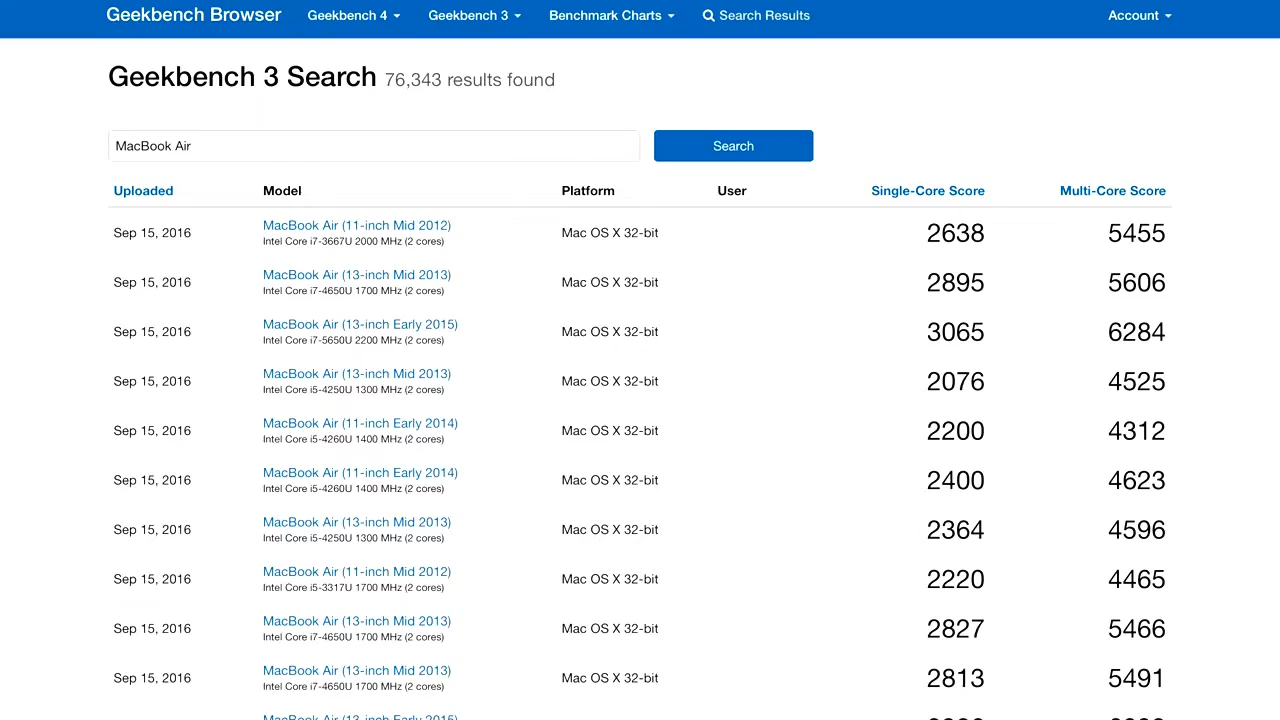 Geekbench Browser Geekbench 4 Geekbench 3 Benchmark Charts Search Results Account
Geekbench 3 Search 76,343 results found
MacBook Air Search
Uploaded Model Platform User Single-Core Score Multi-Core Score
Sep 15, 2016 MacBook Air (11-inch Mid 2012) Mac OS X 32-bit 2638 5455
Intel Core i7-3667U 2000 MHz (2 cores)
Sep 15, 2016 MacBook Air (13-inch Mid 2013) Mac OS X 32-bit 2895 5606
Intel Core i7-4650U 1700 MHz (2 cores)
Sep 15, 2016 MacBook Air (13-inch Early 2015) Mac OS X 32-bit 3065 6284
Intel Core i7-5650U 2200 MHz (2 cores)
Sep 15, 2016 MacBook Air (13-inch Mid 2013) Mac OS X 32-bit 2076 4525
Intel Core i5-4250U 1300 MHz (2 cores)
Sep 15, 2016 MacBook Air (11-inch Early 2014) Mac OS X 32-bit 2200 4312
Intel Core i5-4260U 1400 MHz (2 cores)
Sep 15, 2016 MacBook Air (11-inch Early 2014) Mac OS X 32-bit 2400 4623
Intel Core i5-4260U 1400 MHz (2 cores)
Sep 15, 2016 MacBook Air (13-inch Mid 2013) Mac OS X 32-bit 2364 4596
Intel Core i5-4250U 1300 MHz (2 cores)
Sep 15, 2016 MacBook Air (11-inch Mid 2012) Mac OS X 32-bit 2220 4465
Intel Core i5-3317U 1700 MHz (2 cores)
Sep 15, 2016 MacBook Air (13-inch Mid 2013) Mac OS X 32-bit 2827 5466
Intel Core i7-4650U 1700 MHz (2 cores)
Sep 15, 2016 MacBook Air (13-inch Mid 2013) Mac OS X 32-bit 2813 5491
Intel Core i7-4650U 1700 MHz (2 cores)
MacBook Air (13-inch Early 2015)